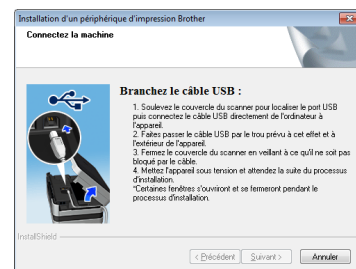 Installation d'un périphérique d'impression Brother
Connectez la machine
Branchez le câble USB :
1. Soulevez le couvercle du scanner pour localiser le port USB
puis connectez le câble USB directement de l'ordinateur à
l'appareil.
2. Faites passer le câble USB par le trou prévu à cet effet et à
l'extérieur de l'appareil.
3. Fermez le couvercle du scanner en veillant à ce qu'il ne soit pas
bloqué par le câble.
4. Mettez l'appareil sous tension et attendez la suite du processus
d'installation.
*Certaines fenêtres s'ouvriront et se fermeront pendant le
processus d'installation.
InstallShield
< Précédent
Suivant >
Annuler